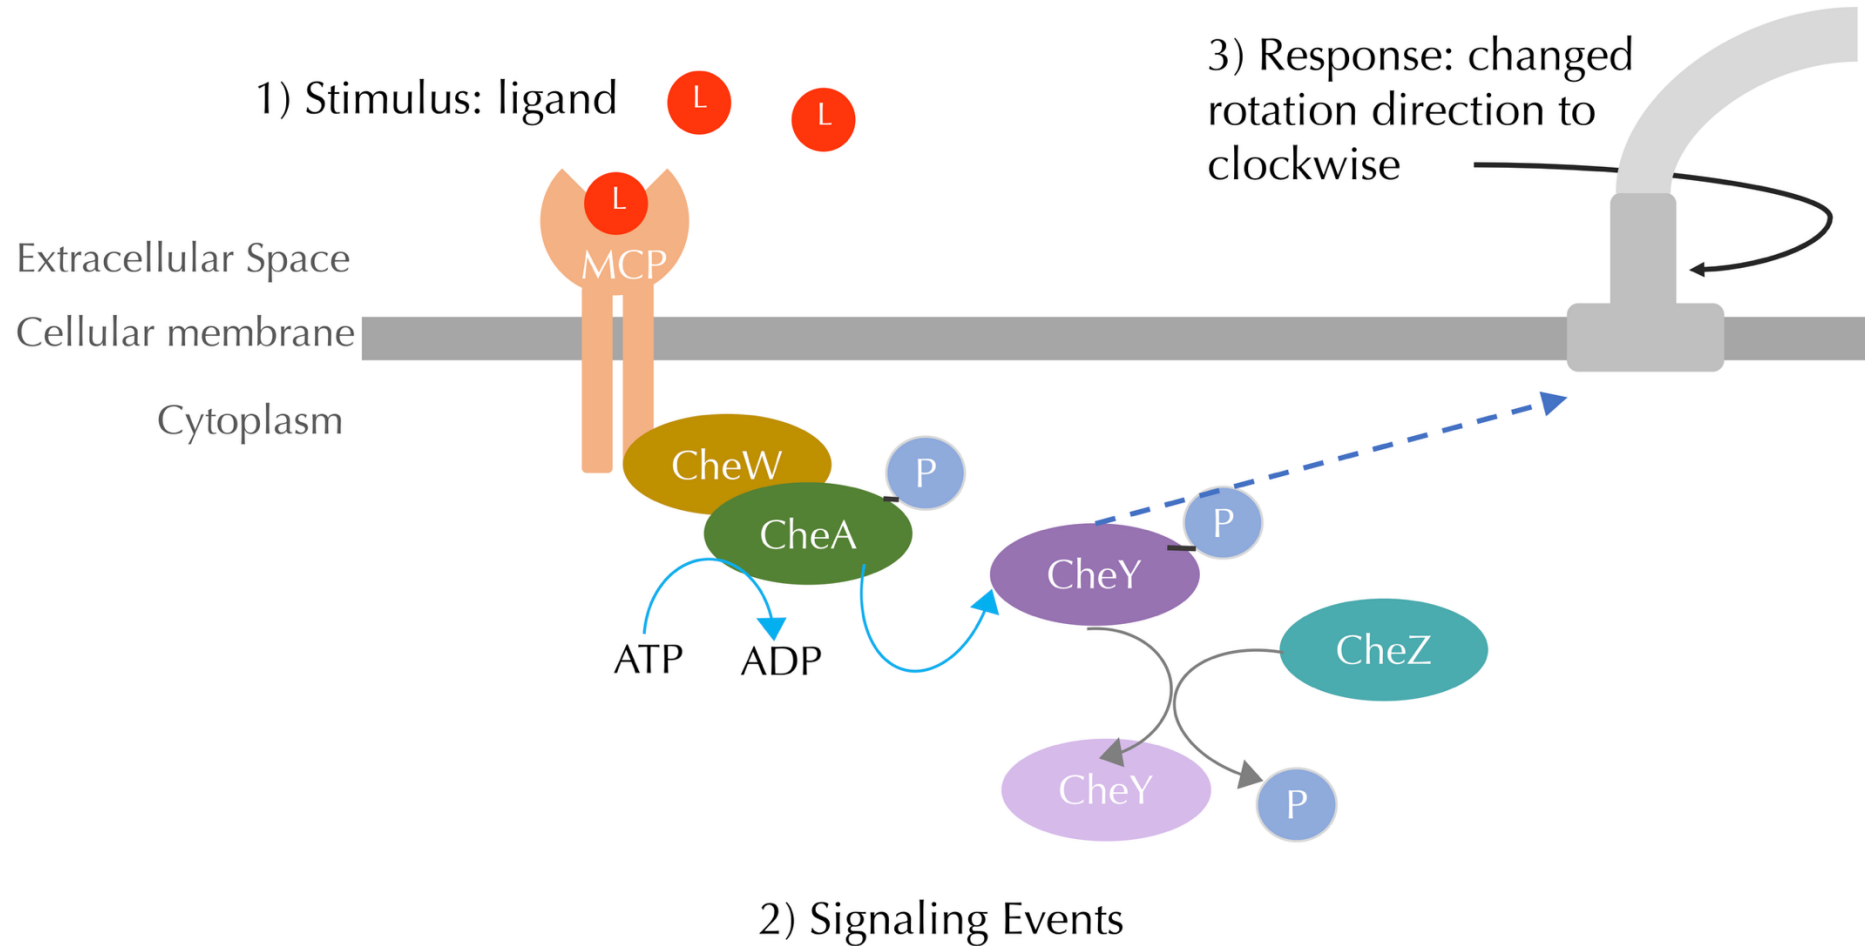 1) Stimulus: ligand
L
L
L
MCP
3) Response: changed
rotation direction to
clockwise
Extracellular Space
Cellular membrane
Cytoplasm
CheW
P
CheA
P
CheY
ATP
ADP
CheZ
CheY
P
2) Signaling Events